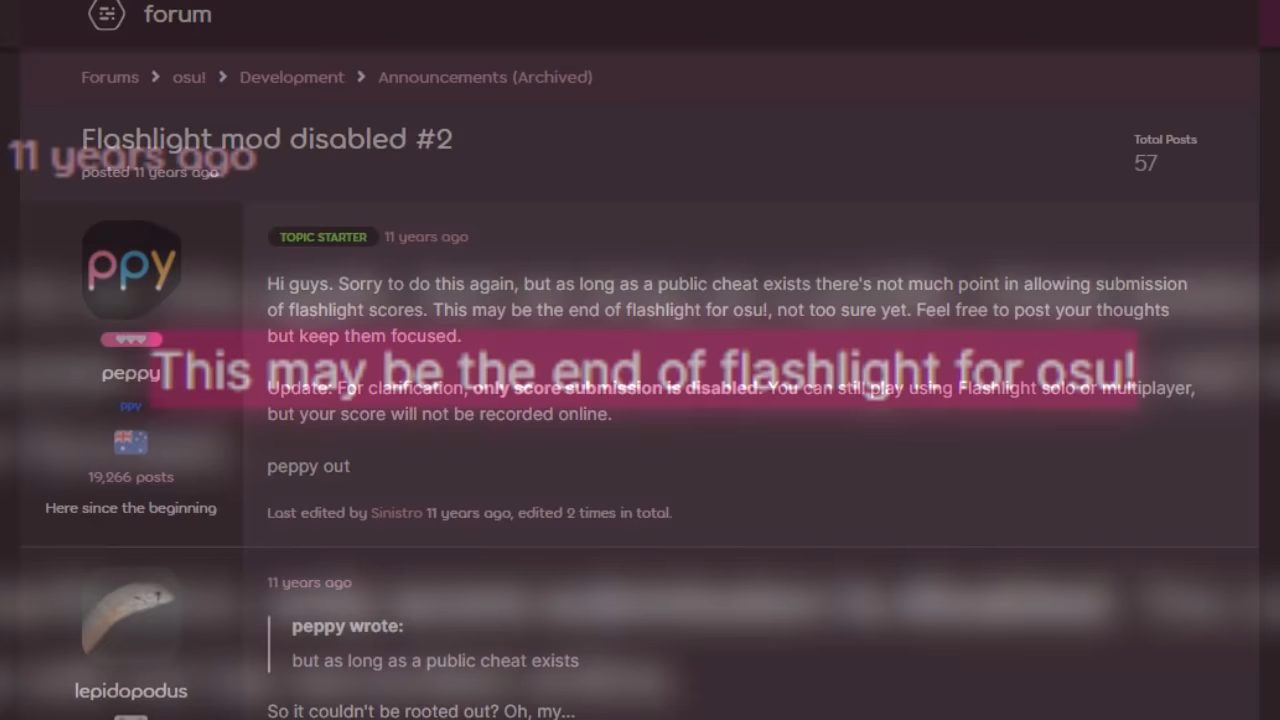 forum
Forums > osu! > Development > Announcements (Archived)
Flashlight mod disabled #2
11 years ago
posted 11 years ago
Total Posts
57
ppy
TOPIC STARTER 11 years ago
Hi guys. Sorry to do this again, but as long as a public cheat exists there's not much point in allowing submission
of flashlight scores. This may be the end of flashlight for osu!, not too sure yet. Feel free to post your thoughts
but keep them focused.
This may be the end of flashlight for osu!
peppy
ppy
Update: For clarification, only score submission is disabled. You can still play using Flashlight solo or multiplayer,
but your score will not be recorded online.
peppy out
19,266 posts
Here since the beginning
Last edited by Sinistro 11 years ago, edited 2 times in total.
11 years ago
peppy wrote:
but as long as a public cheat exists
lepidopodus
So it couldn't be rooted out? Oh, my...